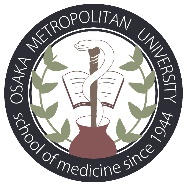 OSAKA METROPOLITAN UNIVERSITY
school of medicine since 1944